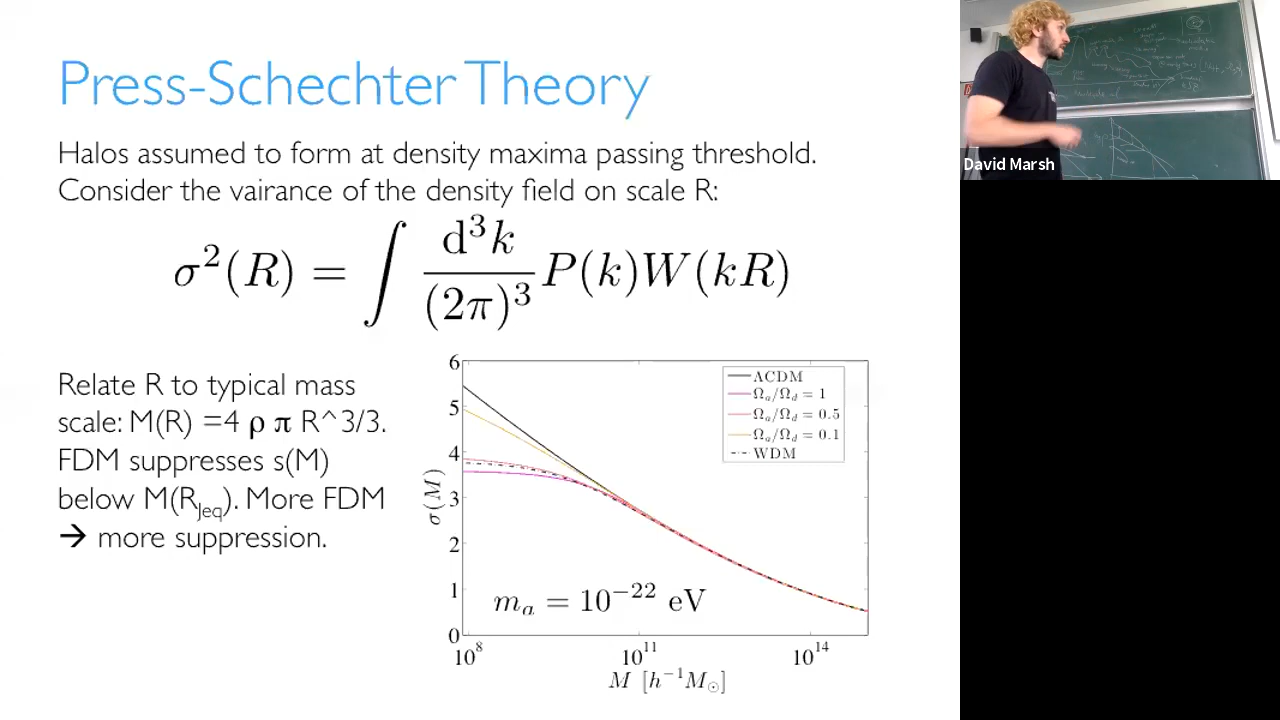 Press-Schechter Theory
Halos assumed to form at density maxima passing threshold.
Consider the vairance of the density field on scale R:
σ²(R) = ∫ d³k/(2π)³ P(k)W(kR)
Relate R to typical mass
scale: M(R) =4 ρ π R^3/3.
FDM suppresses s(M)
below M(R_Jeq). More FDM
→ more suppression.
6
5
4
3
2
1
0
σ(M)
ΛCDM
Ω_a/Ω_d = 1
Ω_a/Ω_d = 0.5
Ω_a/Ω_d = 0.1
WDM
m_a = 10⁻²² eV
10⁸
10¹¹
10¹⁴
M [h⁻¹M_⊙]
David Marsh